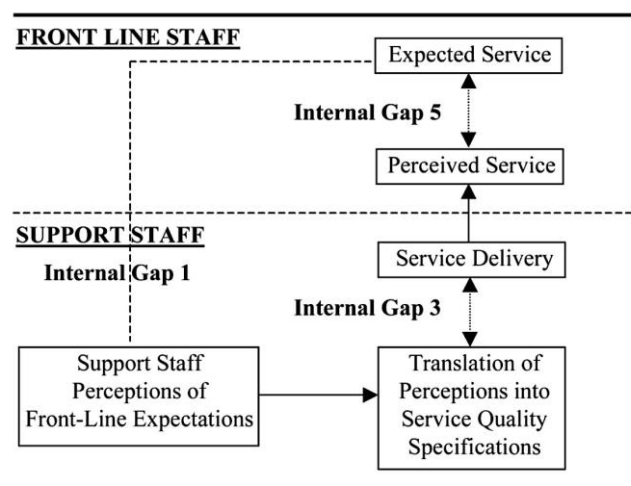 FRONT LINE STAFF
Expected Service
Internal Gap 5
Perceived Service
SUPPORT STAFF
Service Delivery
Internal Gap 1
Internal Gap 3
Support Staff
Perceptions of
Front-Line Expectations
Translation of
Perceptions into
Service Quality
Specifications